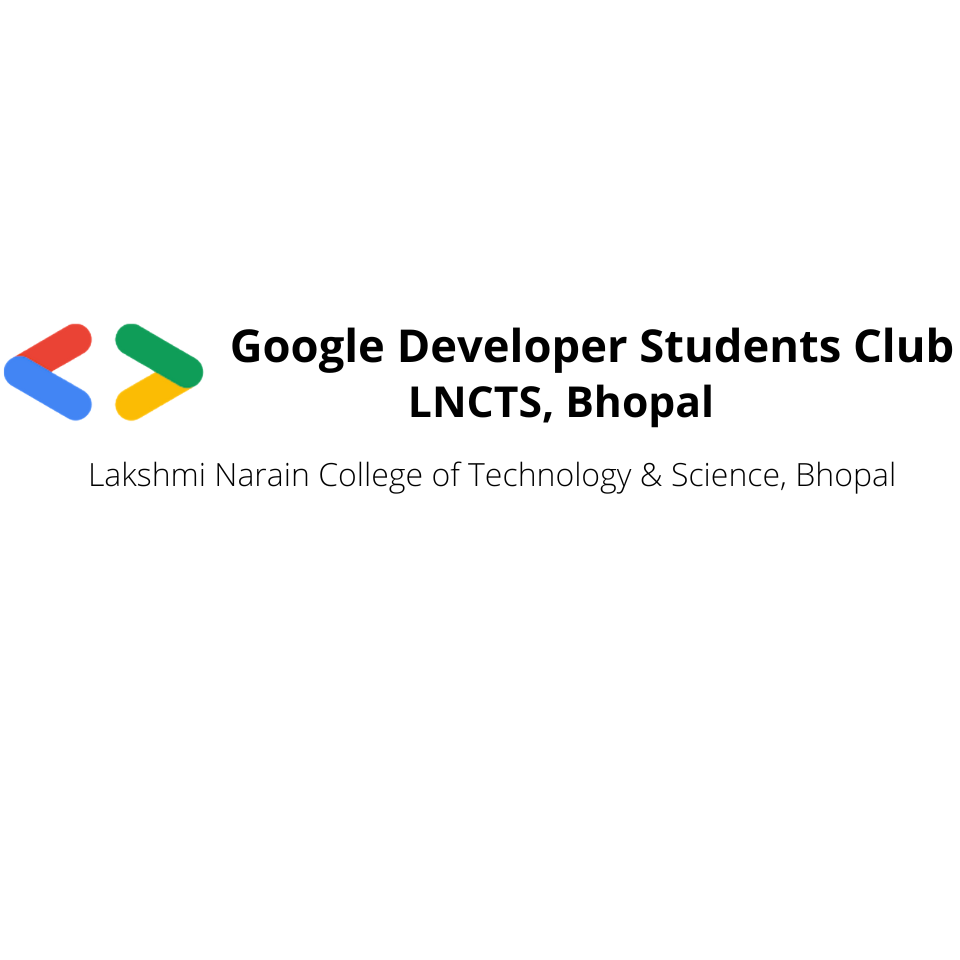 Google Developer Students Club
LNCTS, Bhopal
Lakshmi Narain College of Technology & Science, Bhopal